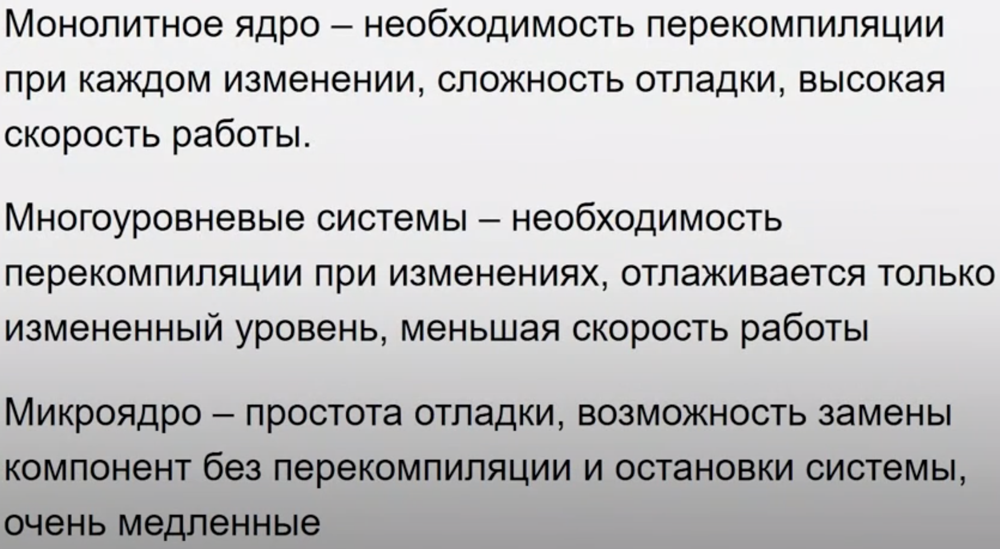 Монолитное ядро – необходимость перекомпиляции
при каждом изменении, сложность отладки, высокая
скорость работы.
Многоуровневые системы – необходимость
перекомпиляции при изменениях, отлаживается только
измененный уровень, меньшая скорость работы
Микроядро – простота отладки, возможность замены
компонент без перекомпиляции и остановки системы,
очень медленные